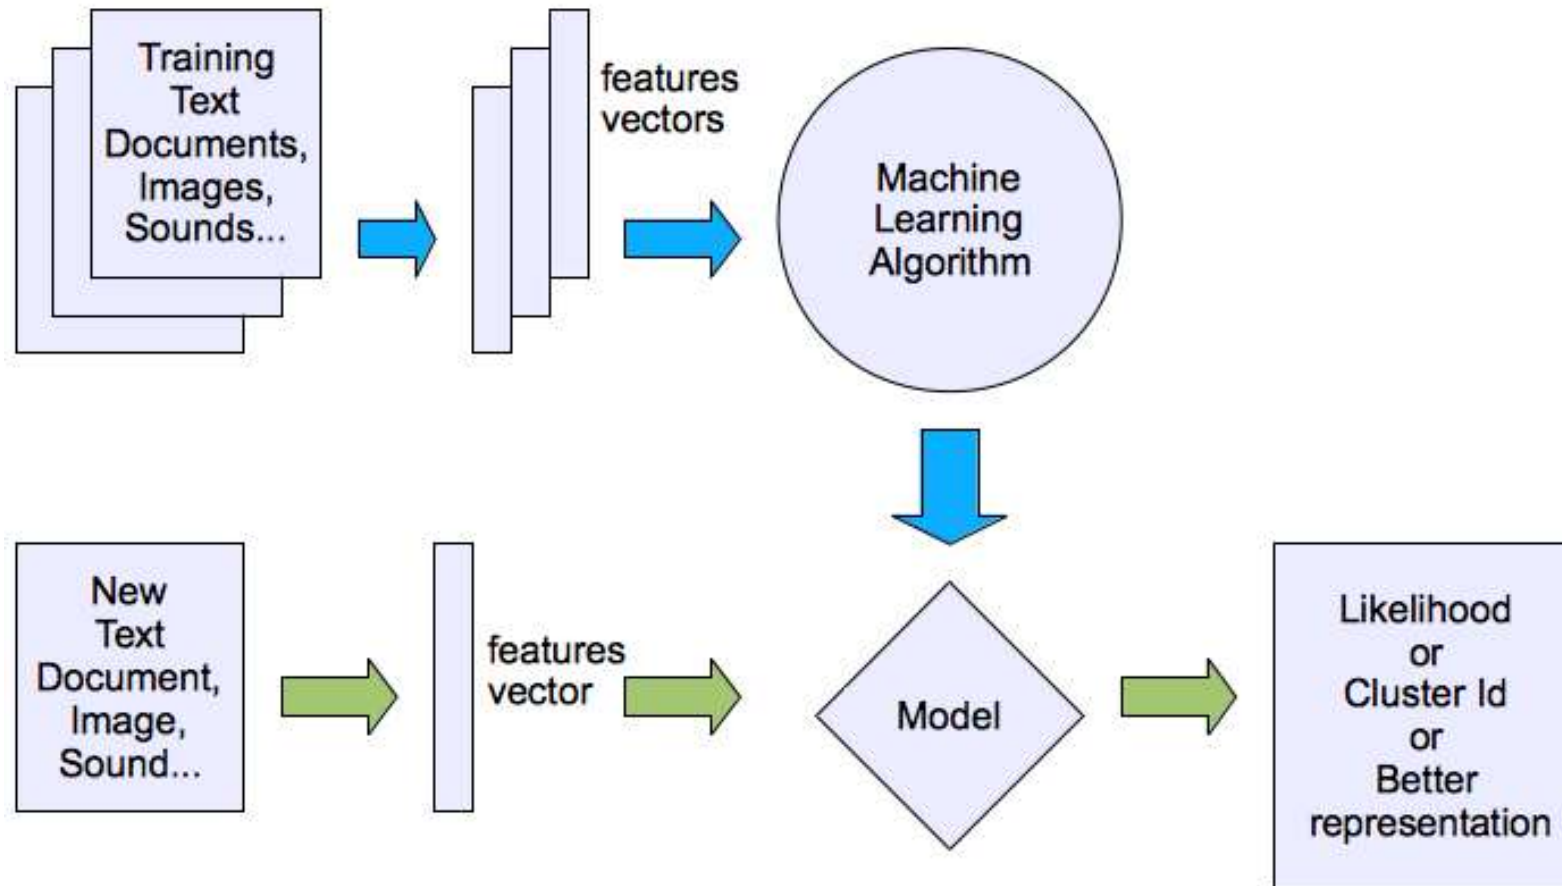 Training
Text
Documents,
Images,
Sounds...
features
vectors
Machine
Learning
Algorithm
New
Text
Document,
Image,
Sound...
features
vector
Model
Likelihood
or
Cluster Id
or
Better
representation